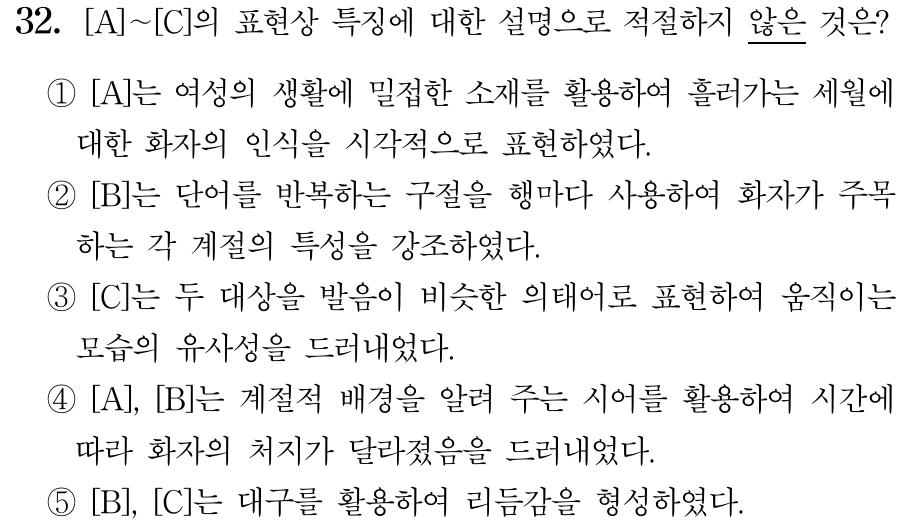 32. [A]~[C]의 표현상 특징에 대한 설명으로 적절하지 않은 것은?
① [A]는 여성의 생활에 밀접한 소재를 활용하여 흘러가는 세월에
대한 화자의 인식을 시각적으로 표현하였다.
② [B]는 단어를 반복하는 구절을 행마다 사용하여 화자가 주목
하는 각 계절의 특성을 강조하였다.
③ [C]는 두 대상을 발음이 비슷한 의태어로 표현하여 움직이는
모습의 유사성을 드러내었다.
④ [A], [B]는 계절적 배경을 알려 주는 시어를 활용하여 시간에
따라 화자의 처지가 달라졌음을 드러내었다.
⑤ [B], [C]는 대구를 활용하여 리듬감을 형성하였다.